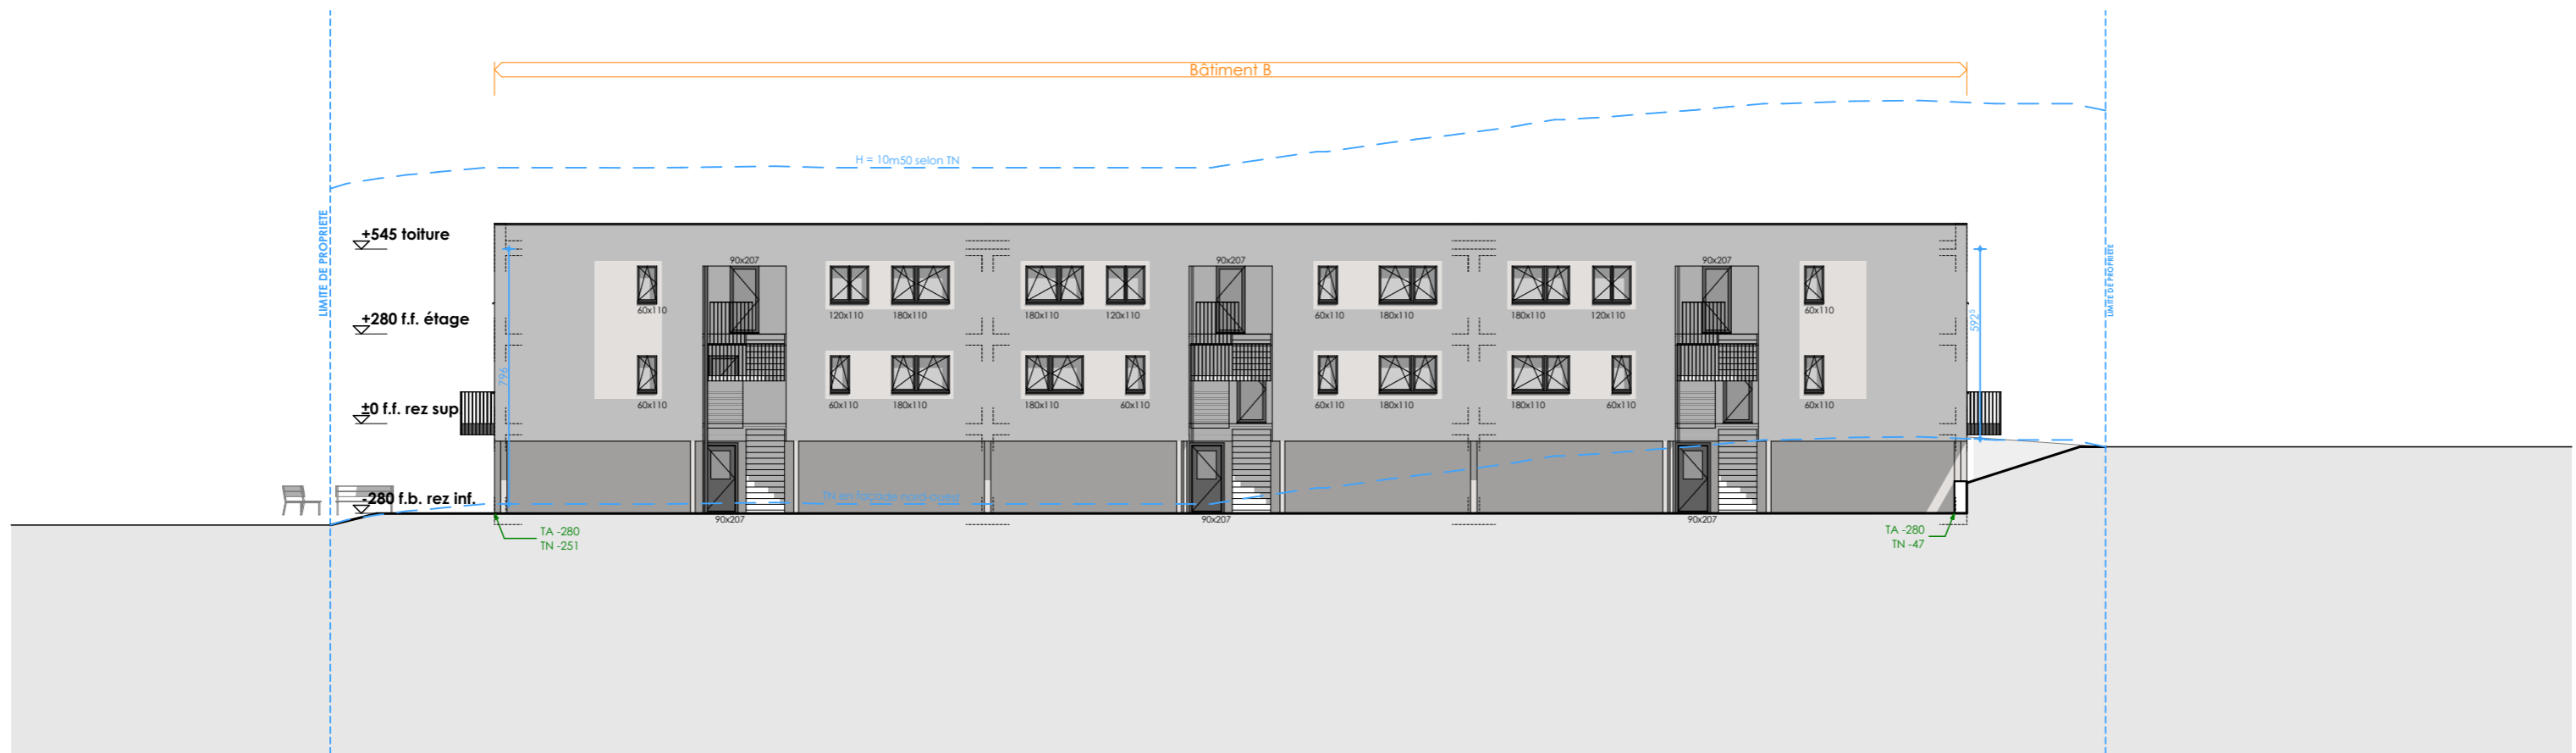 Bâtiment B
H = 10m50 selon TN
LIMITE DE PROPRIETE
LIMITE DE PROPRIETE
+545 toiture
90x207
90x207
90x207
60x110
120x110
180x110
180x110
120x110
60x110
180x110
180x110
120x110
60x110
+280 f.f. étage
592⁵
796
60x110
60x110
180x110
180x110
60x110
60x110
180x110
180x110
60x110
60x110
±0 f.f. rez sup
-280 f.b. rez inf.
TN en façade nord-ouest
90x207
90x207
90x207
TA -280
TN -251
TA -280
TN -47